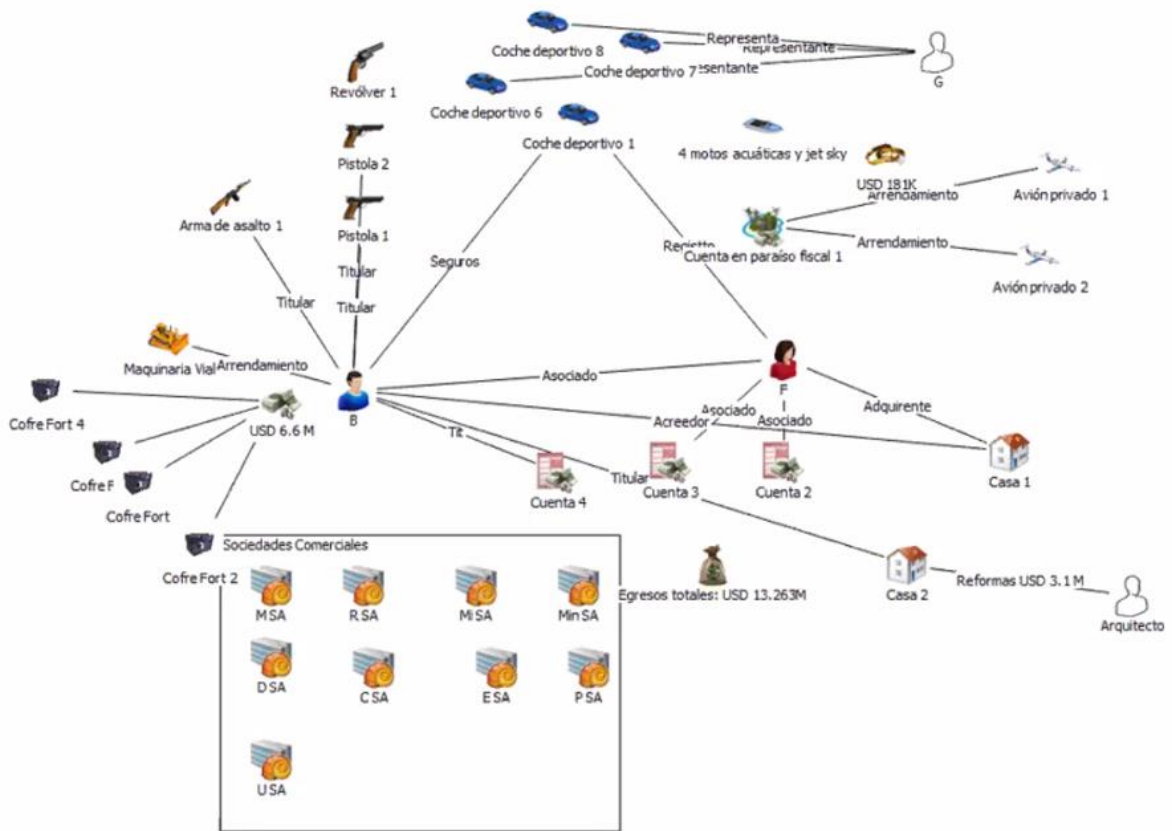 Representa
Representante
Coche deportivo 8
Coche deportivo 7
esentante
G
Revólver 1
Coche deportivo 6
Coche deportivo 1
4 motos acuáticas y jet sky
Pistola 2
USD 181K
Arrendamiento
Avión privado 1
Arma de asalto 1
Pistola 1
Registro
Cuenta en paraíso fiscal 1
Arrendamiento
Seguros
Titular
Avión privado 2
Titular
Titular
Maquinaria Vial
Arrendamiento
Asociado
F
Adquirente
Cofre Fort 4
USD 6.6 M
B
Acreedor
Asociado
Asociado
Tit
Cofre F
Titular
Casa 1
Cuenta 4
Cuenta 3
Cuenta 2
Cofre Fort
Sociedades Comerciales
Cofre Fort 2
Egresos totales: USD 13.263M
Casa 2
Reformas USD 3.1 M
Arquitecto
M SA
R SA
Mi SA
Min SA
D SA
C SA
E SA
P SA
U SA